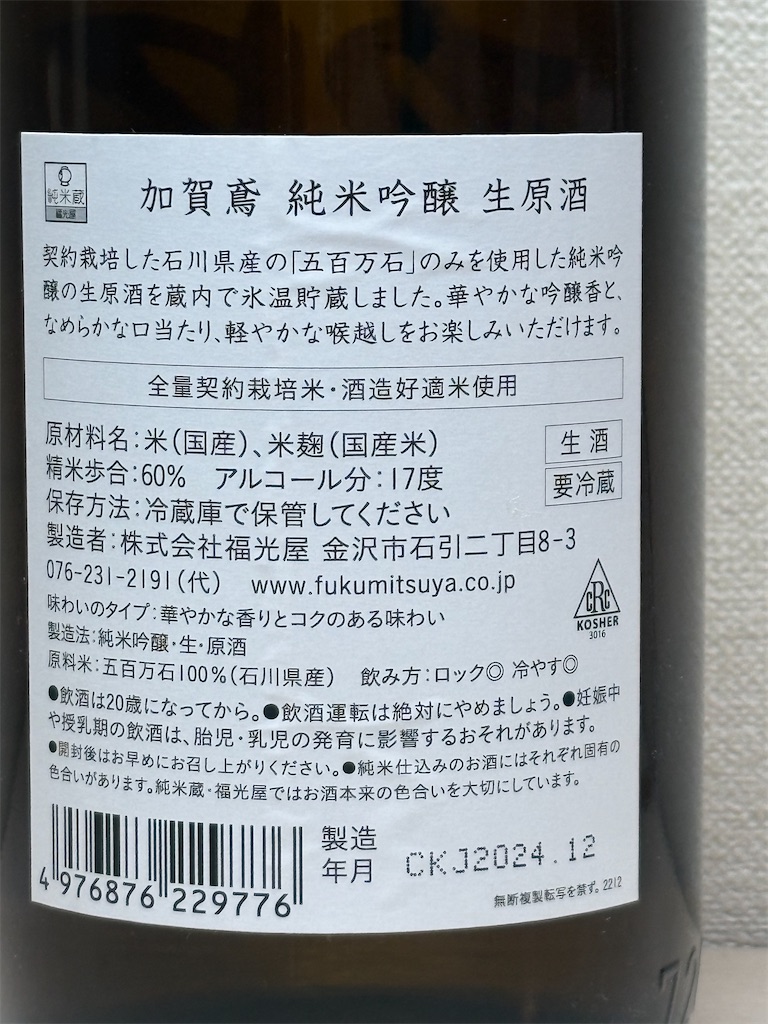 純米蔵
福光屋
加賀鳶 純米吟醸 生原酒
契約栽培した石川県産の「五百万石」のみを使用した純米吟
醸の生原酒を蔵内で氷温貯蔵しました。華やかな吟醸香と、
なめらかな口当たり、軽やかな喉越しをお楽しみいただけます。
全量契約栽培米・酒造好適米使用
原材料名:米(国産)、米麹(国産米)
生酒
精米歩合:60% アルコール分:17度
要冷蔵
保存方法:冷蔵庫で保管してください
製造者:株式会社福光屋 金沢市石引二丁目8-3
076-231-2191(代) www.fukumitsuya.co.jp
CRC
KOSHER
3016
味わいのタイプ:華やかな香りとコクのある味わい
製造法:純米吟醸・生・原酒
原料米:五百万石100%(石川県産) 飲み方:ロック◎ 冷やす◎
●飲酒は20歳になってから。●飲酒運転は絶対にやめましょう。●妊娠中
や授乳期の飲酒は、胎児・乳児の発育に影響するおそれがあります。
●開封後はお早めにお召し上がりください。●純米仕込みのお酒にはそれぞれ固有の
色合いがあります。純米蔵・福光屋ではお酒本来の色合いを大切にしています。
製造
年月
CKJ2024.12
4 976876 229776
無断複製転写を禁ず。2212